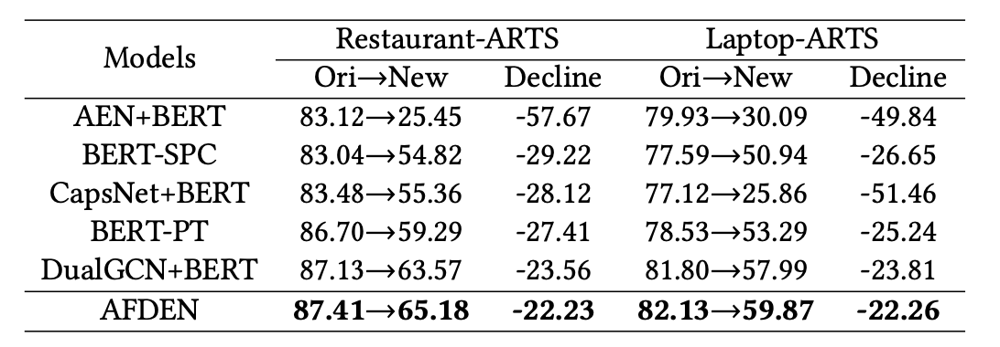 Models Restaurant-ARTS Laptop-ARTS
Ori→New Decline Ori→New Decline
AEN+BERT 83.12→25.45 -57.67 79.93→30.09 -49.84
BERT-SPC 83.04→54.82 -29.22 77.59→50.94 -26.65
CapsNet+BERT 83.48→55.36 -28.12 77.12→25.86 -51.46
BERT-PT 86.70→59.29 -27.41 78.53→53.29 -25.24
DualGCN+BERT 87.13→63.57 -23.56 81.80→57.99 -23.81
AFDEN 87.41→65.18 -22.23 82.13→59.87 -22.26